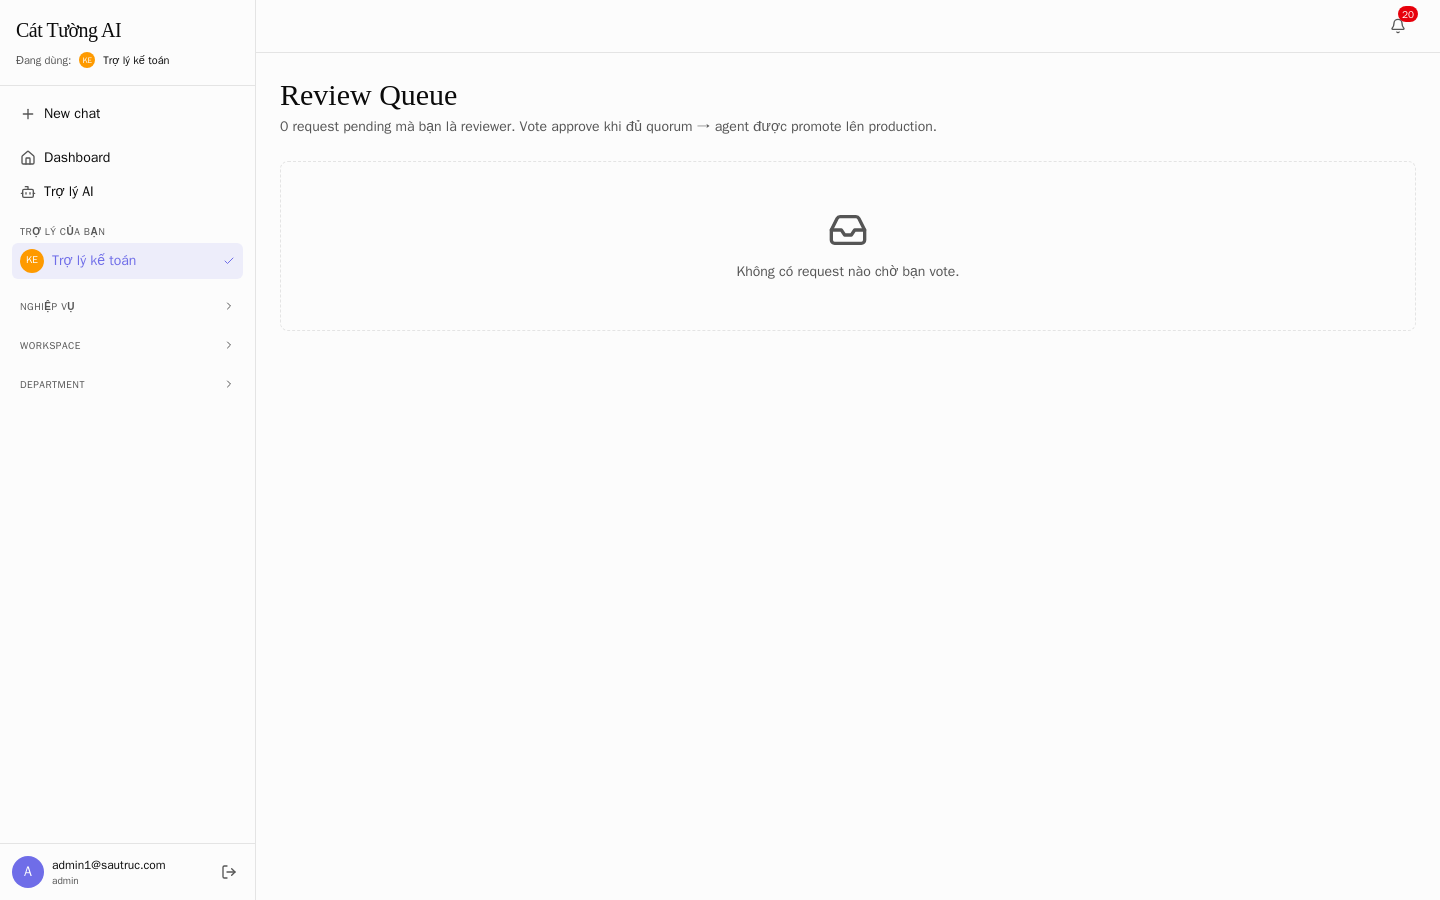 Cát Tường AI
Đang dùng: KE Trợ lý kế toán
New chat
Dashboard
Trợ lý AI
TRỢ LÝ CỦA BẠN
KE Trợ lý kế toán
NGHIỆP VỤ
WORKSPACE
DEPARTMENT
A
admin1@sautruc.com
admin
20
Review Queue
0 request pending mà bạn là reviewer. Vote approve khi đủ quorum → agent được promote lên production.
Không có request nào chờ bạn vote.